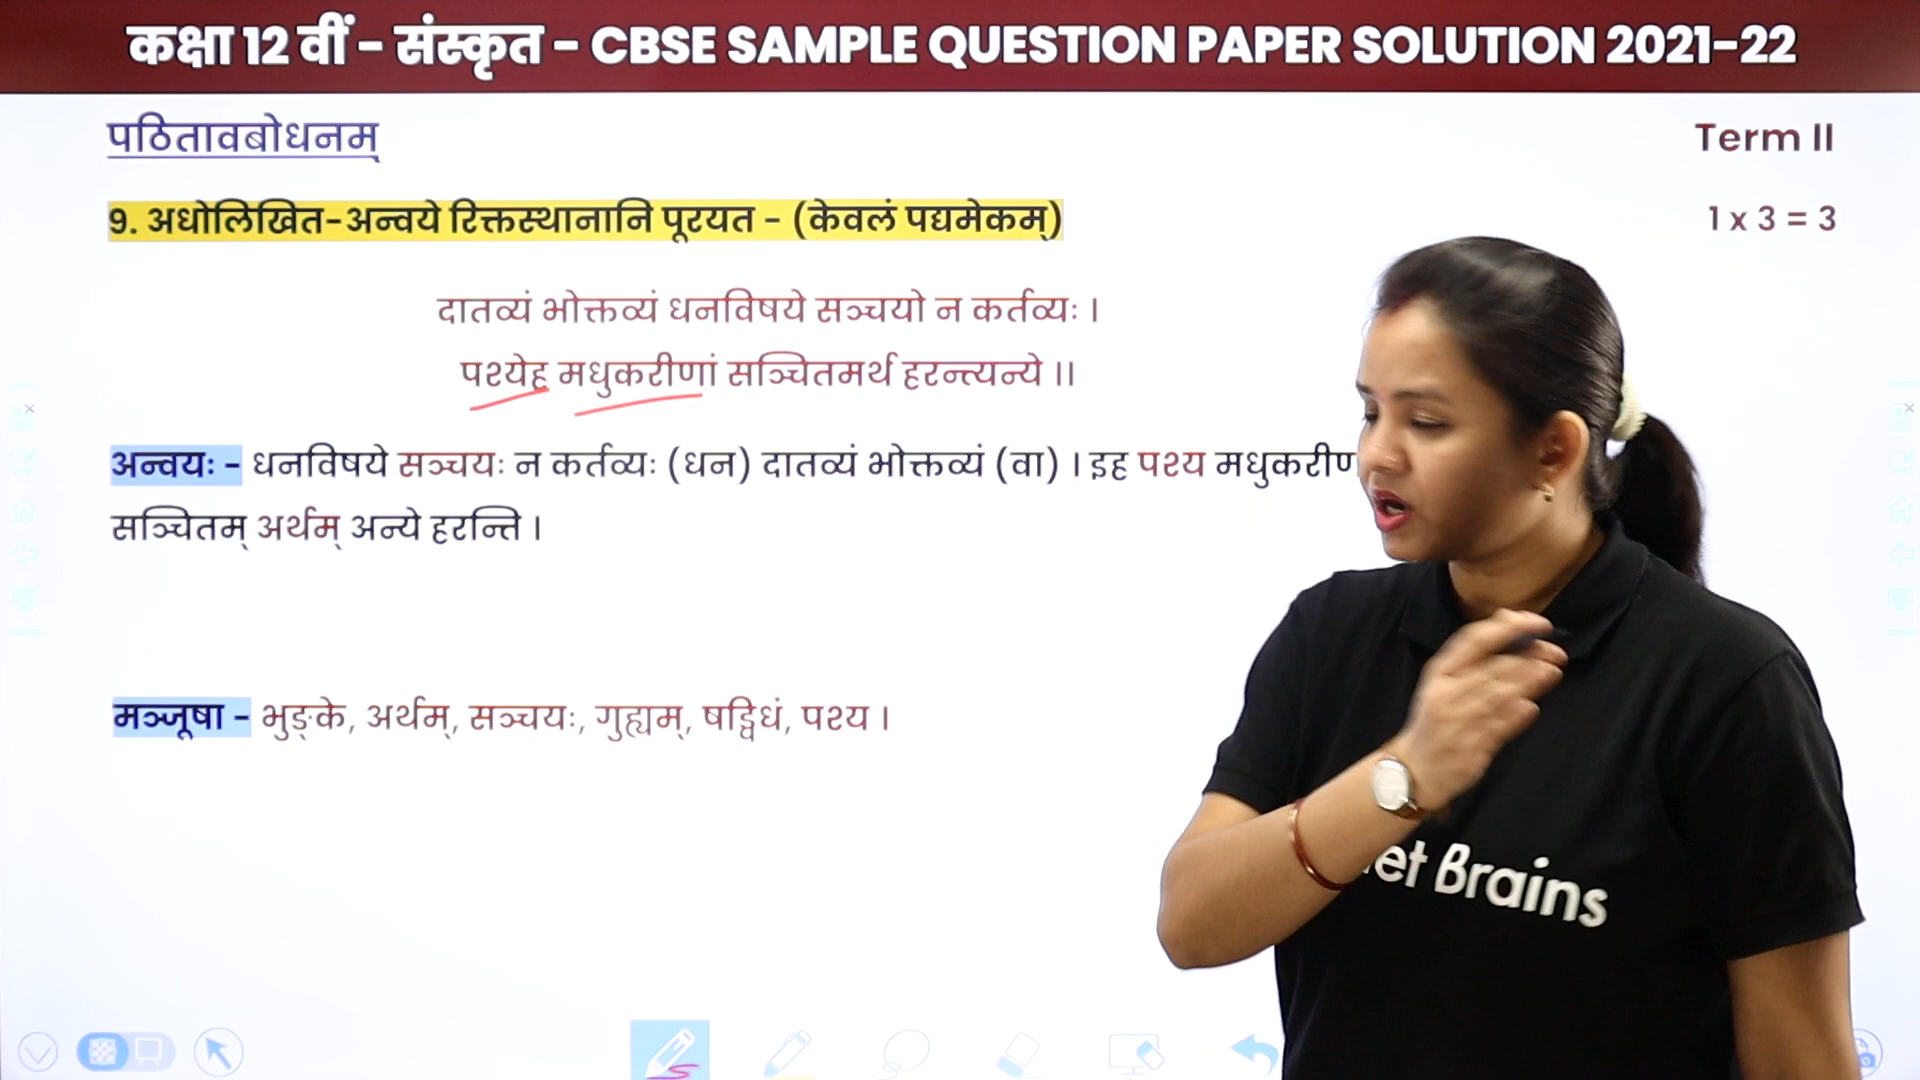 कक्षा 12 वीं - संस्कृत - CBSE SAMPLE QUESTION PAPER SOLUTION 2021-22
पठितावबोधनम्
Term II
9. अधोलिखित-अन्वये रिक्तस्थानानि पूरयत - (केवलं पद्यमेकम्)
1 x 3 = 3
दातव्यं भोक्तव्यं धनविषये सञ्चयो न कर्तव्यः ।
पश्येह मधुकरीणां सञ्चितमर्थ हरन्त्यन्ये ।।
अन्वयः - धनविषये सञ्चयः न कर्तव्यः (धन) दातव्यं भोक्तव्यं (वा) । इह पश्य
सञ्चितम् अर्थम् अन्ये हरन्ति ।
मञ्जूषा - भुङ्के, अर्थम्, सञ्चयः, गुह्यम्, षड्विधं, पश्य ।
Brains